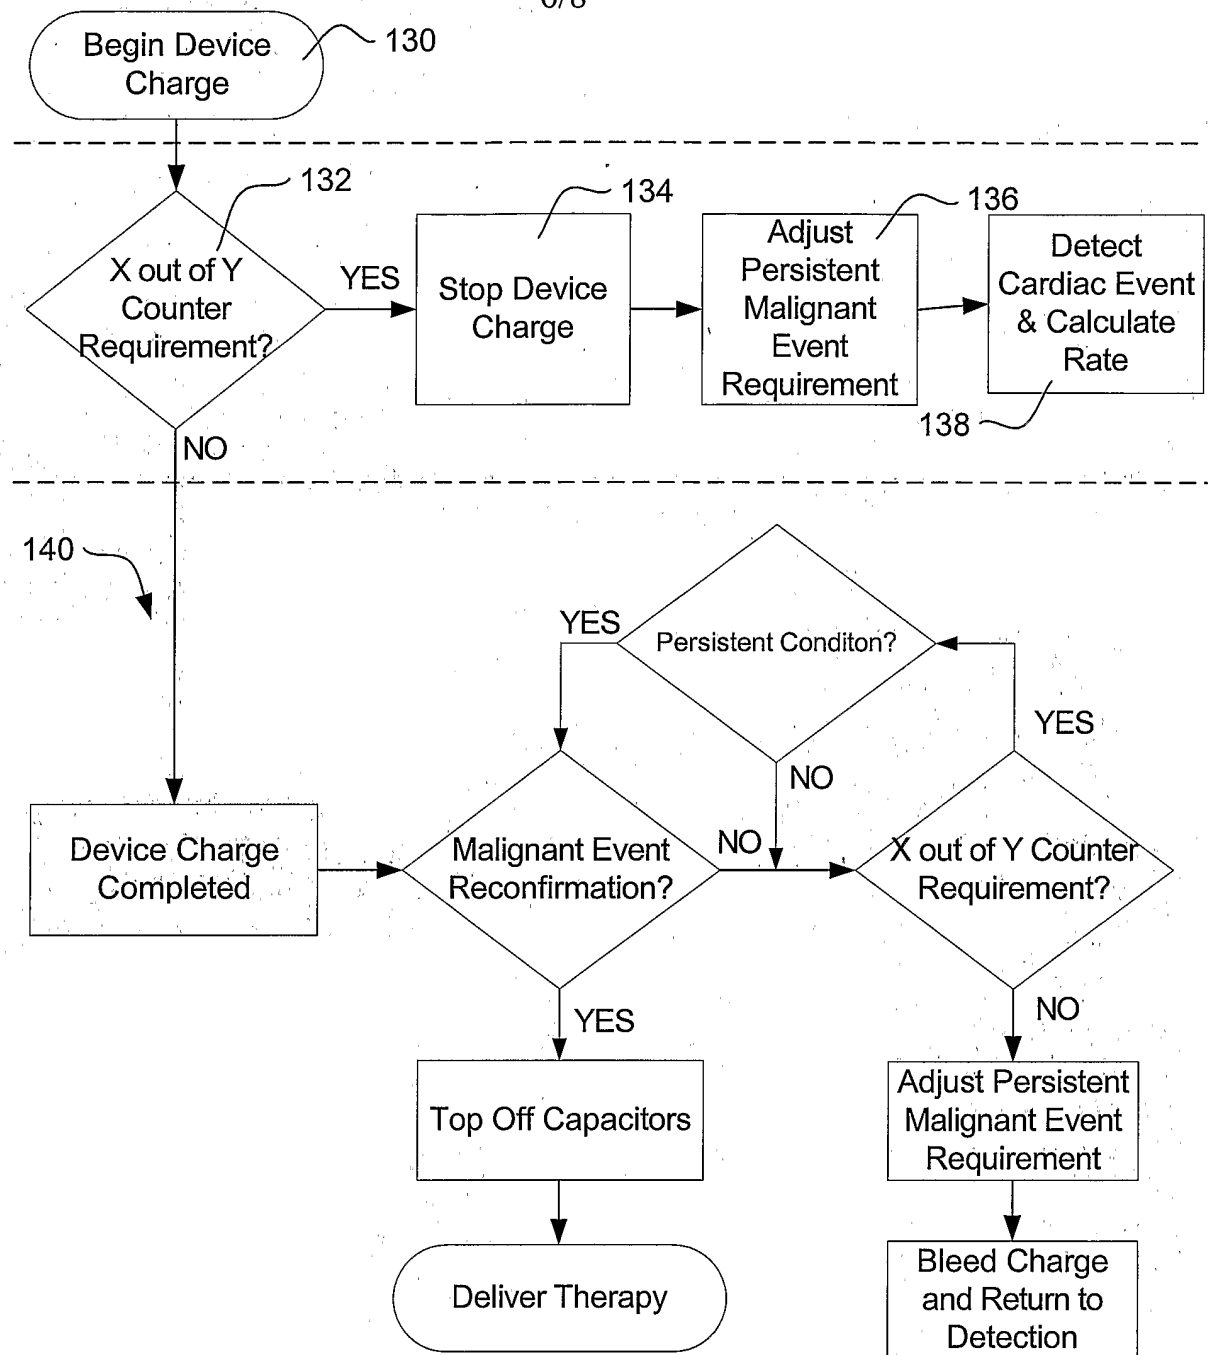 6/8
Begin Device
Charge
130
132
X out of Y
Counter
Requirement?
YES
134
Stop Device
Charge
136
Adjust
Persistent
Malignant
Event
Requirement
Detect
Cardiac Event
& Calculate
Rate
138
NO
140
Persistent Conditon?
YES
NO
YES
Device Charge
Completed
Malignant Event
Reconfirmation?
NO
X out of Y Counter
Requirement?
YES
NO
Top Off Capacitors
Adjust Persistent
Malignant Event
Requirement
Deliver Therapy
Bleed Charge
and Return to
Detection